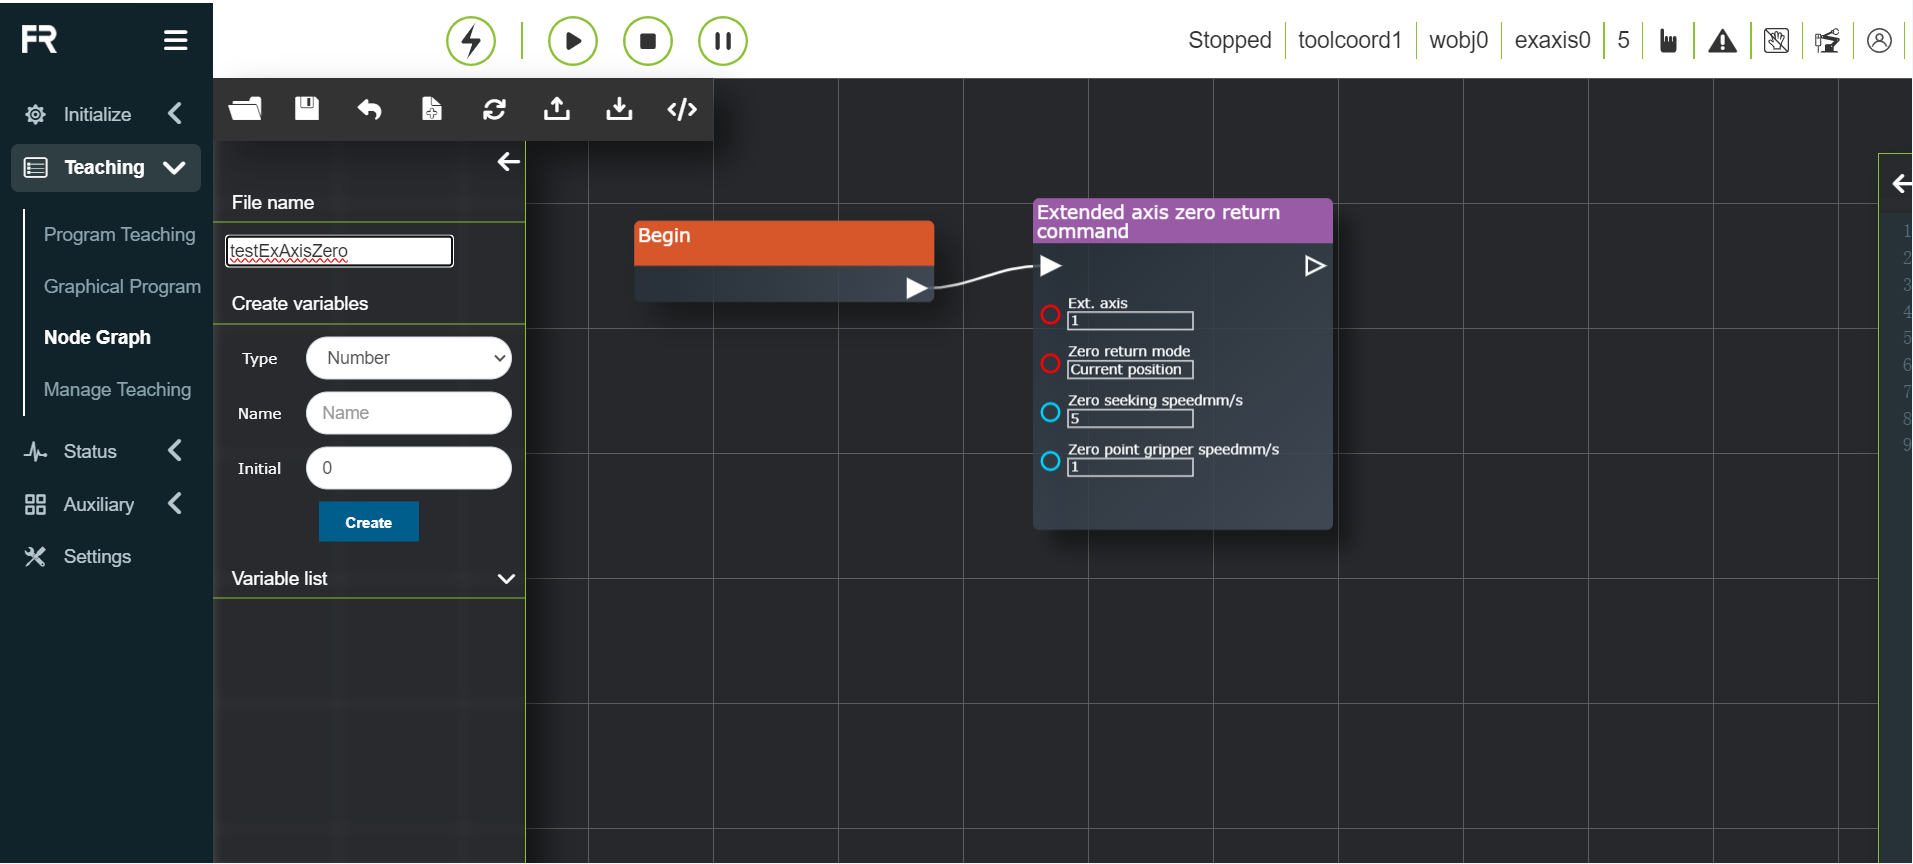 FR
Stopped
toolcoord1
wobj0
exaxis0
5
Initialize
Teaching
Program Teaching
Graphical Program
Node Graph
Manage Teaching
Status
Auxiliary
Settings
File name
testExAxisZero
Create variables
Type
Number
Name
Name
Initial
0
Create
Variable list
Begin
Extended axis zero return
command
Ext. axis
1
Zero return mode
Current position
Zero seeking speedmm/s
5
Zero point gripper speedmm/s
1
1
2
3
4
5
6
7
8
9